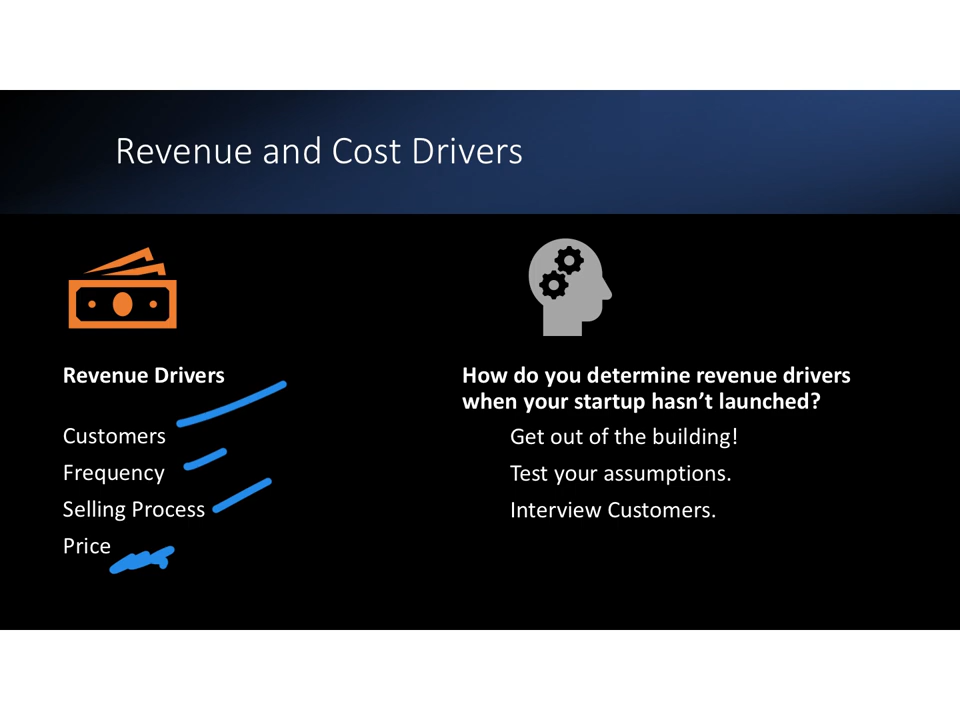 Revenue and Cost Drivers
Revenue Drivers
Customers
Frequency
Selling Process
Price
How do you determine revenue drivers
when your startup hasn’t launched?
Get out of the building!
Test your assumptions.
Interview Customers.